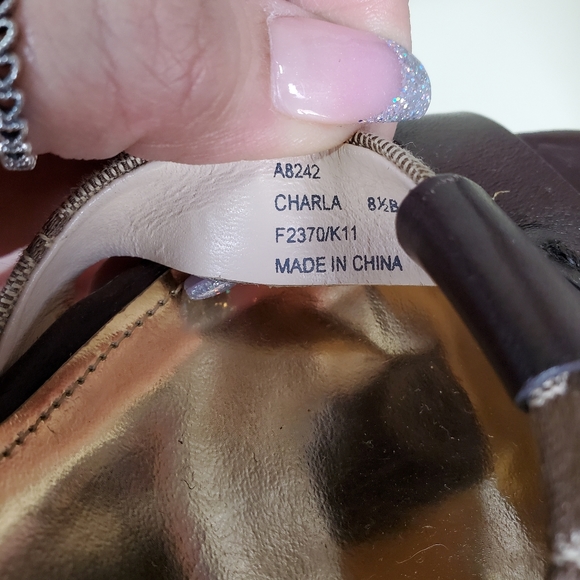 A8242
CHARLA 8½B
F2370/K11
MADE IN CHINA